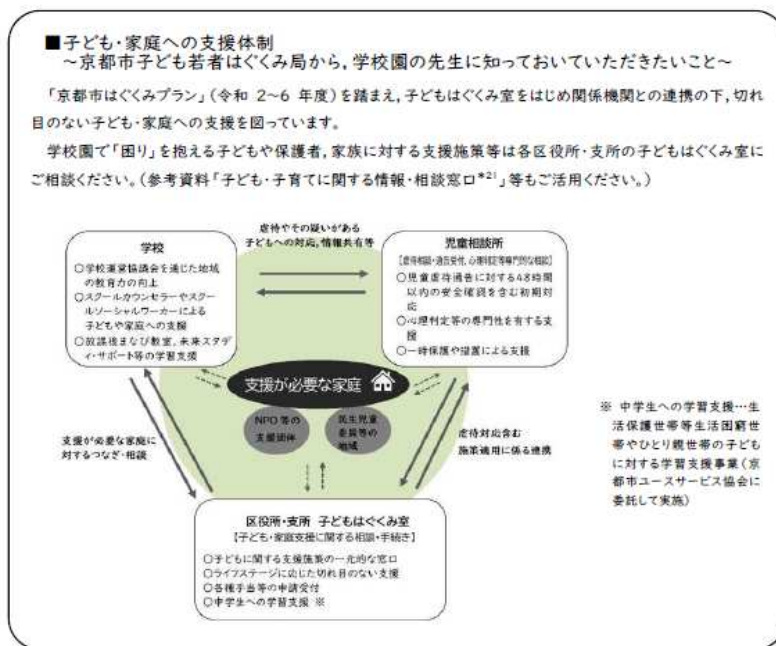 ■子ども・家庭への支援体制
～京都市子ども若者はぐくみ局から,学校園の先生に知っておいていただきたいこと～
「京都市はぐくみプラン」(令和 2～6 年度)を踏まえ,子どもはぐくみ室をはじめ関係機関との連携の下,切れ
目のない子ども・家庭への支援を図っています。
学校園で「困り」を抱える子どもや保護者,家族に対する支援施策等は各区役所・支所の子どもはぐくみ室に
ご相談ください。(参考資料「子ども・子育てに関する情報・相談窓口*21」等もご活用ください。)
虐待やその疑いがある
子どもへの対応,情報共有等
学校
○学校運営協議会を通じた地域
の教育力の向上
○スクールカウンセラーやスクー
ルソーシャルワーカーによる
子どもや家庭への支援
○放課後まなび教室,未来スタデ
ィ・サポート等の学習支援
児童相談所
【虐待相談・通告受付,心理判定等専門的な相談】
○児童虐待通告に対する48時間
以内の安全確認を含む初期対
応
○心理判定等の専門性を有する支
援
○一時保護や措置による支援
支援が必要な家庭
NPO等の
支援団体
民生児童
委員等の
地域
支援が必要な家庭に
対するつなぎ・相談
虐待対応含む
施策適用に係る連携
※ 中学生への学習支援…生
活保護世帯等生活困窮世
帯やひとり親世帯の子ども
に対する学習支援事業(京
都市ユースサービス協会に
委託して実施)
区役所・支所 子どもはぐくみ室
【子ども・家庭支援に関する相談・手続き】
○子どもに関する支援施策の一元的な窓口
○ライフステージに応じた切れ目のない支援
○各種手当等の申請受付
○中学生への学習支援 ※